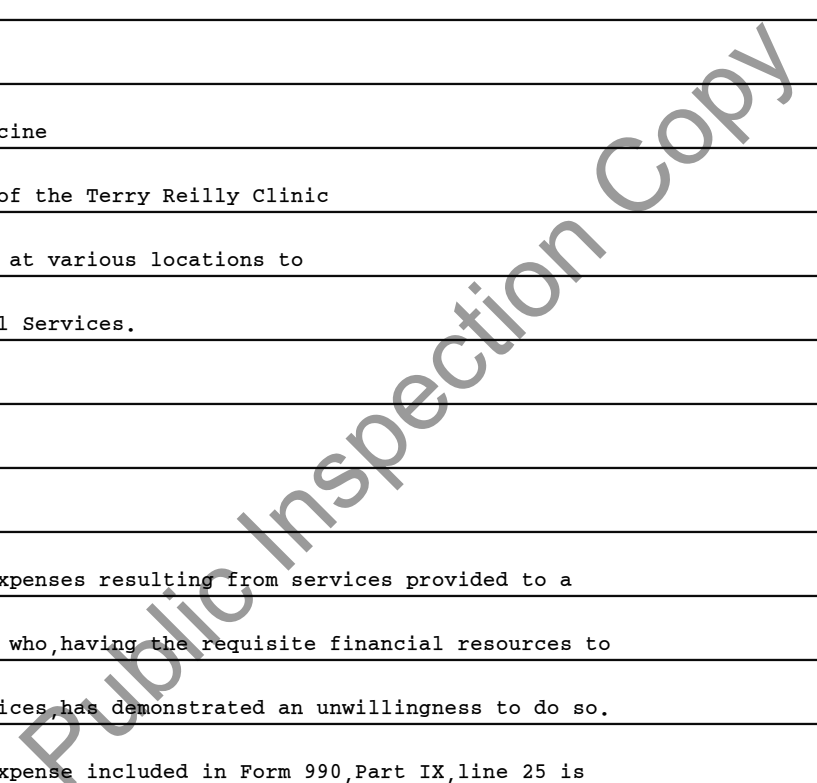 cine
of the Terry Reilly Clinic
at various locations to
l Services.
xpenses resulting from services provided to a
who,having the requisite financial resources to
ices,has demonstrated an unwillingness to do so.
xpense included in Form 990,Part IX,line 25 is
Public Inspection Copy